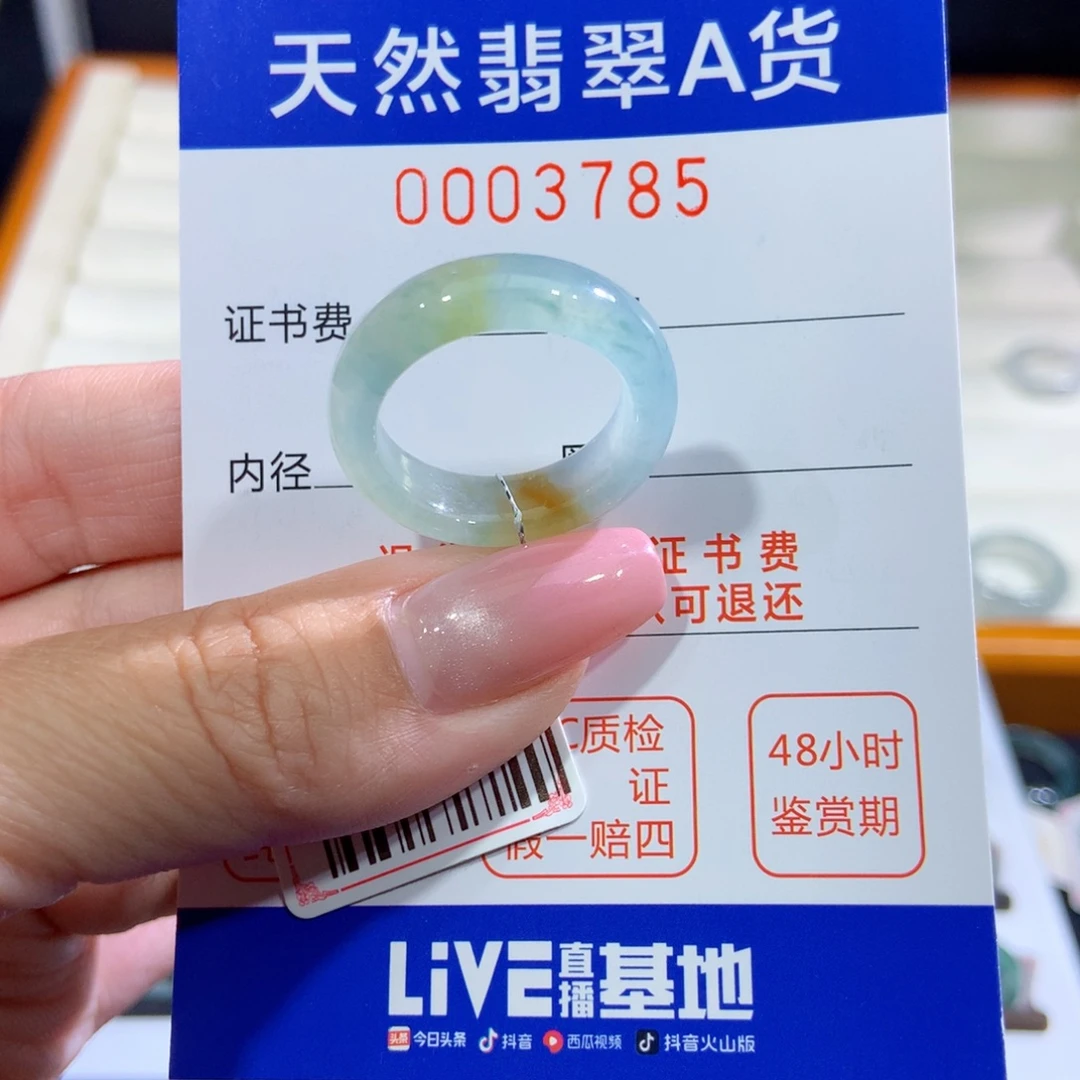 天然翡翠A货
0003785
证书费
内径
证书费
可退还
质检
证
假一赔四
48小时
鉴赏期
LiVE直播基地
头条 今日头条 抖音 西瓜视频 抖音火山版